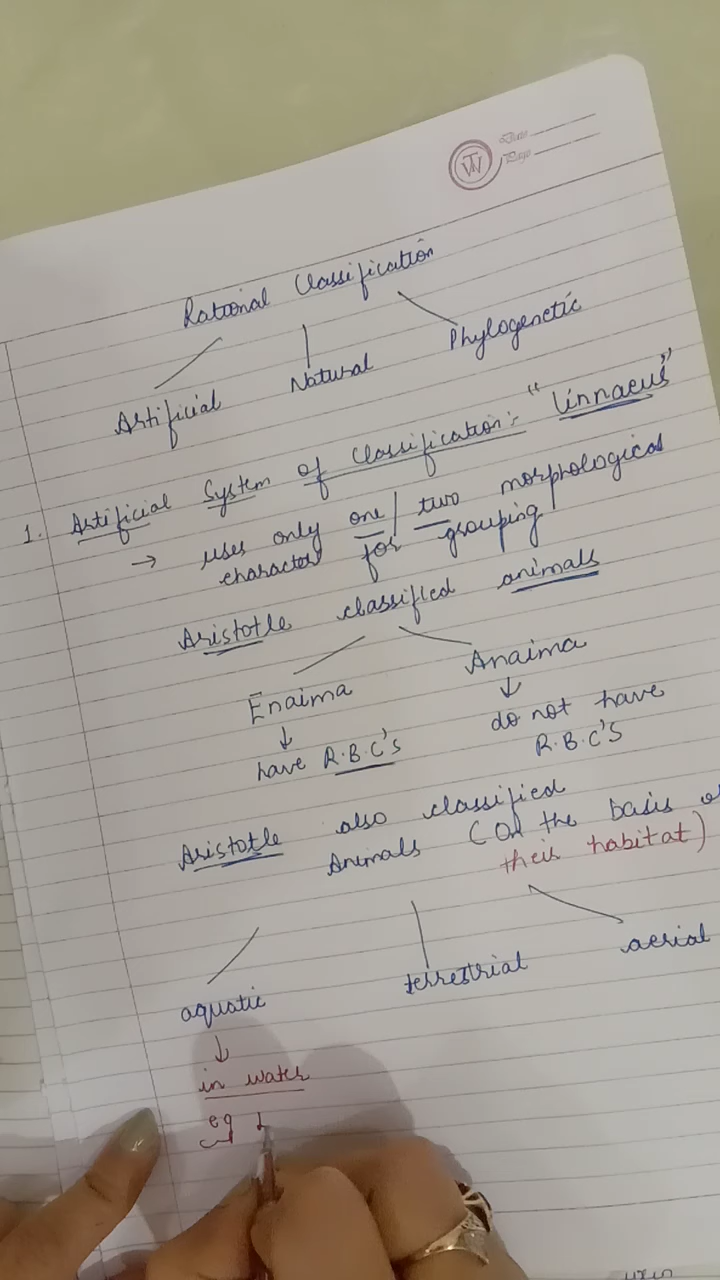 Date
Page
Rational Classification
Artificial Natural Phylogenetic
1. Artificial System of Classification:- "Linnaeus"
→ uses only one/two morphological
character for grouping
Aristotle classified animals
Enaima Anaima
↓ ↓
have R.B.C'S do not have
R.B.C'S
Aristotle also classified
Animals (On the basis of
their habitat)
aquatic terrestrial aerial
↓
in water
eg